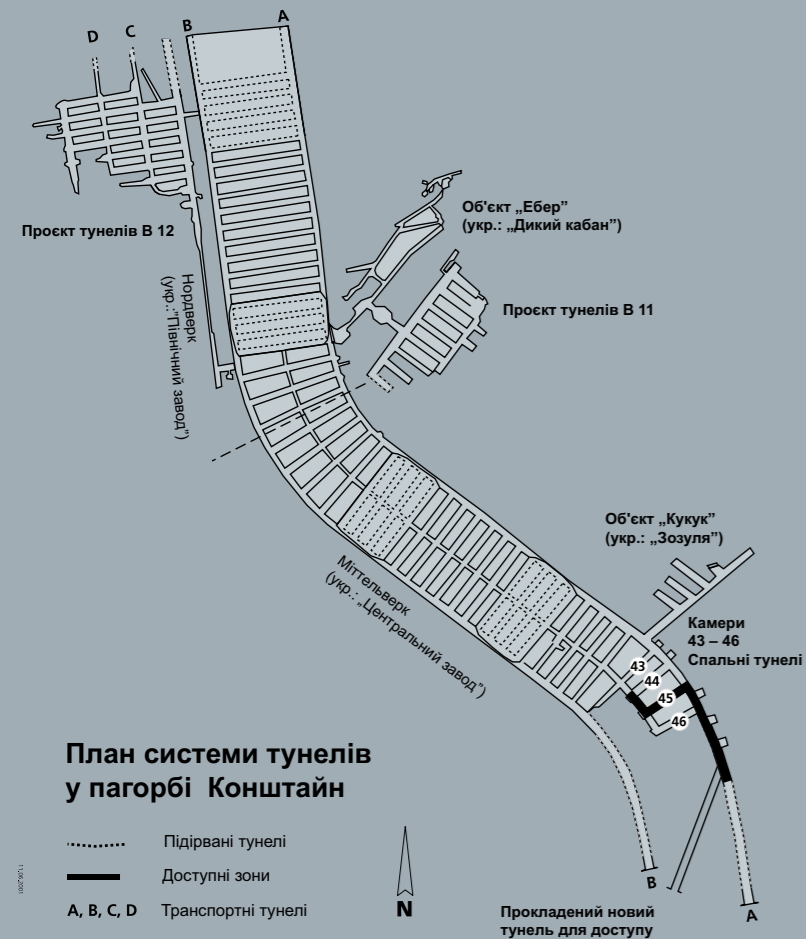 B
A
D
C
Проєкт тунелів B 12
Об'єкт „Ебер”
(укр.: „Дикий кабан”)
Проєкт тунелів B 11
Нордверк
(укр.:”Північний завод”)
Об'єкт „Кукук”
(укр.: „Зозуля”)
Міттельверк
(укр.: „Центральний завод”)
Камери
43 – 46
Спальні тунелі
43
44
45
46
План системи тунелів
у пагорбі Конштайн
Підірвані тунелі
Доступні зони
A, B, C, D Транспортні тунелі
N
B
A
Прокладений новий
тунель для доступу